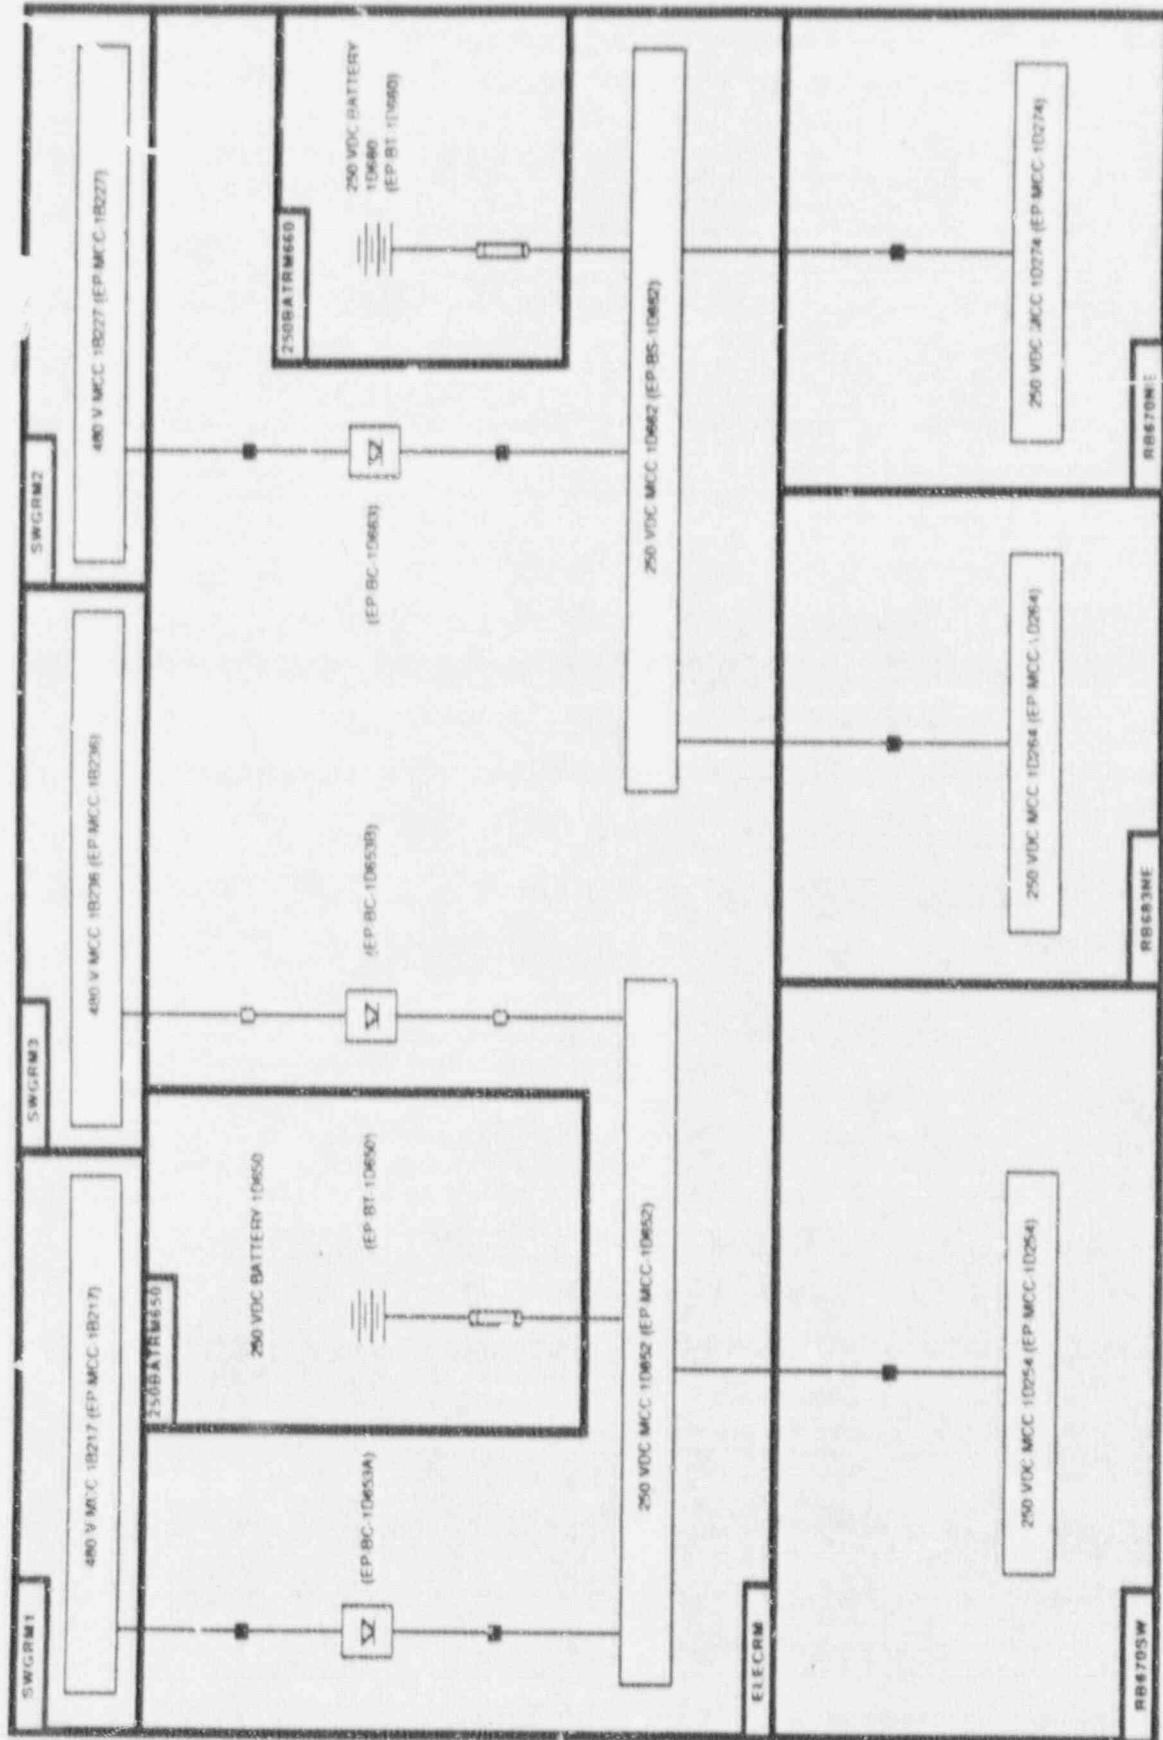 SWGRM1
480 V MCC 1B217 (EP-MCC-1B217)
SWGRM3
480 V MCC 1B236 (EP-MCC-1B236)
SWGRM2
480 V MCC 1B227 (EP-MCC-1B227)
250BATRM650
250 VDC BATTERY 1D650
(EP-BT-1D650)
(EP-BC-1D653A)
(EP-BC-1D653B)
(EP-BC-1D663)
250BATRM660
250 VDC BATTERY
1D660
(EP-BT-1D660)
250 VDC MCC 1D652 (EP-MCC-1D652)
250 VDC MCC 1D662 (EP-BS-1D662)
ELECRM
250 VDC MCC 1D254 (EP-MCC-1D254)
RB670SW
250 VDC MCC 1D264 (EP-MCC-1D264)
RB683NE
250 VDC MCC 1D274 (EP-MCC-1D274)
RB670NE